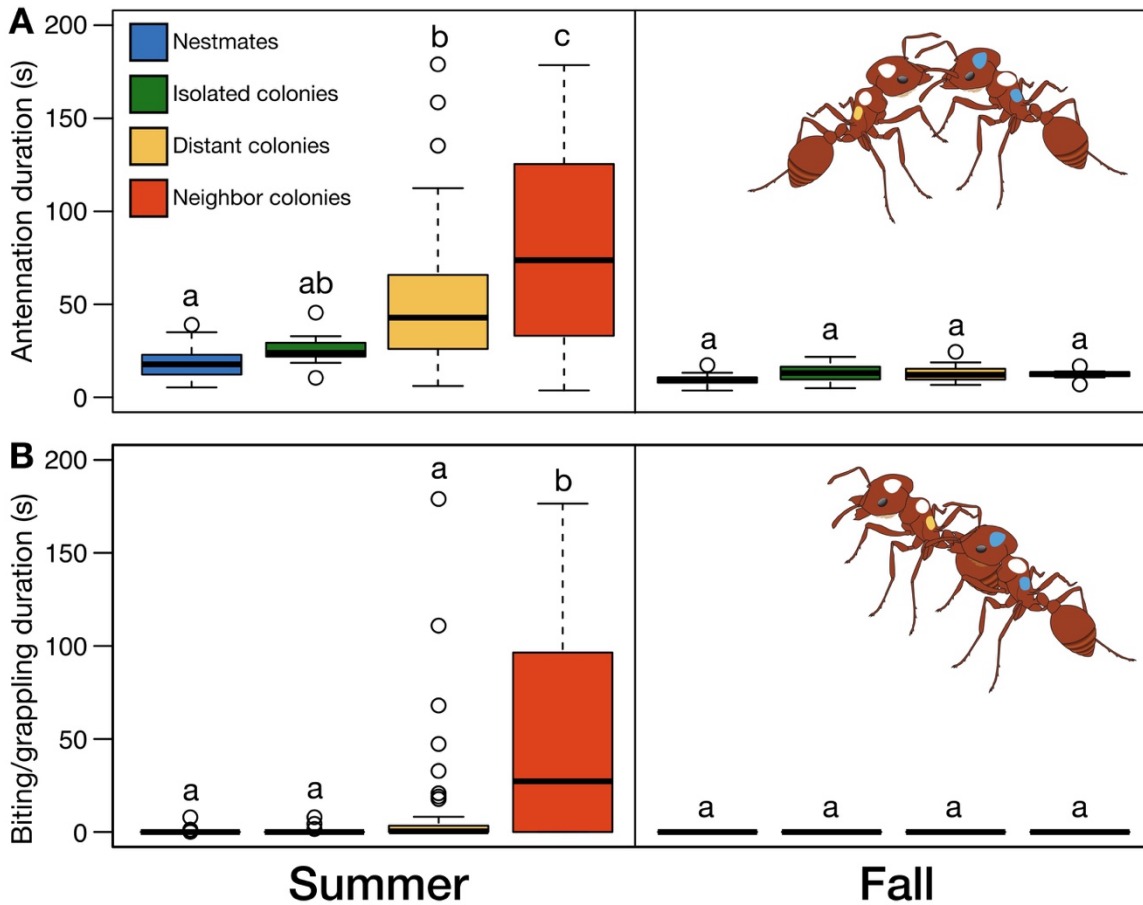 A
Antennation duration (s)
200
150
100
50
0
Nestmates
Isolated colonies
Distant colonies
Neighbor colonies
a
ab
b
c
a
a
a
a
B
Biting/grappling duration (s)
200
150
100
50
0
a
a
a
b
a
a
a
a
Summer
Fall